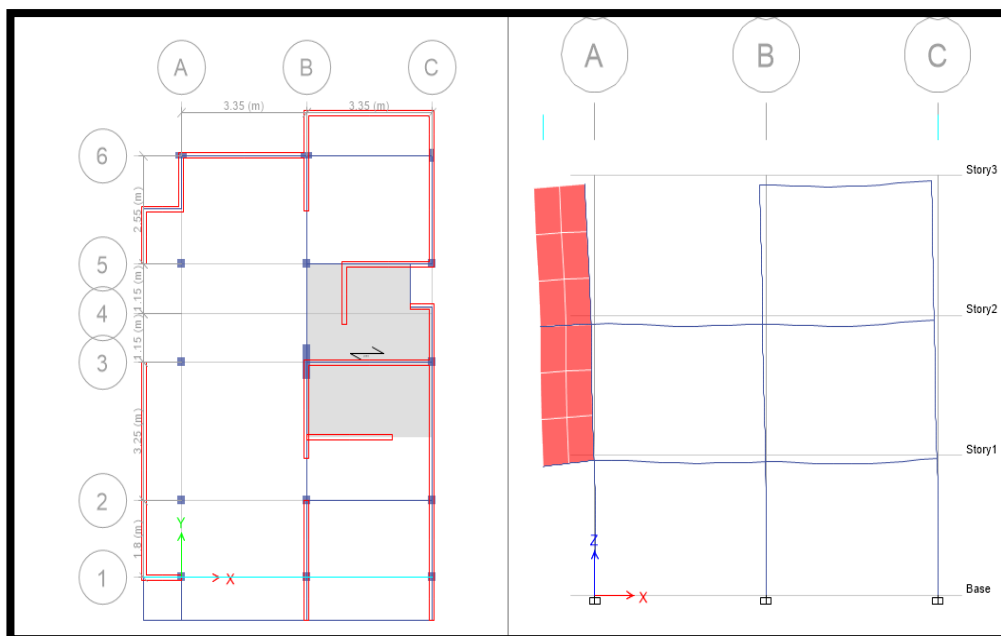 A B C
3.35 (m) 3.35 (m)
6
2.55 (m)
5
1.15 (m)
4
1.15 (m)
3
3.25 (m)
2
1.8 (m)
Y
1
X
A B C
Story3
Story2
Story1
Z
X
Base